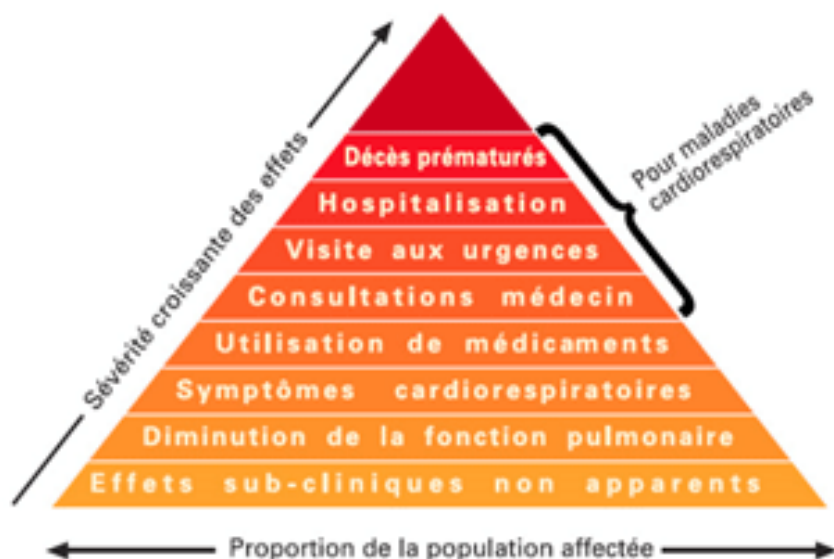 Sévérité croissante des effets
Pour maladies
cardiorespiratoires
Décès prématurés
Hospitalisation
Visite aux urgences
Consultations médecin
Utilisation de médicaments
Symptômes cardiorespiratoires
Diminution de la fonction pulmonaire
Effets sub-cliniques non apparents
Proportion de la population affectée